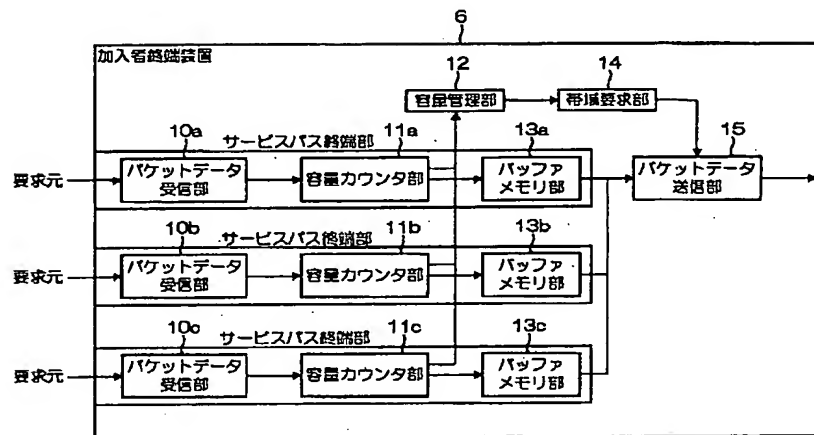 6
加入者終端装置
12
14
容量管理部
帯域要求部
10a
サービスパス終端部
11a
13a
15
要求元
パケットデータ
受信部
容量カウンタ部
バッファ
メモリ部
パケットデータ
送信部
10b
サービスパス終端部
11b
13b
要求元
パケットデータ
受信部
容量カウンタ部
バッファ
メモリ部
10c
サービスパス終端部
11c
13c
要求元
パケットデータ
受信部
容量カウンタ部
バッファ
メモリ部